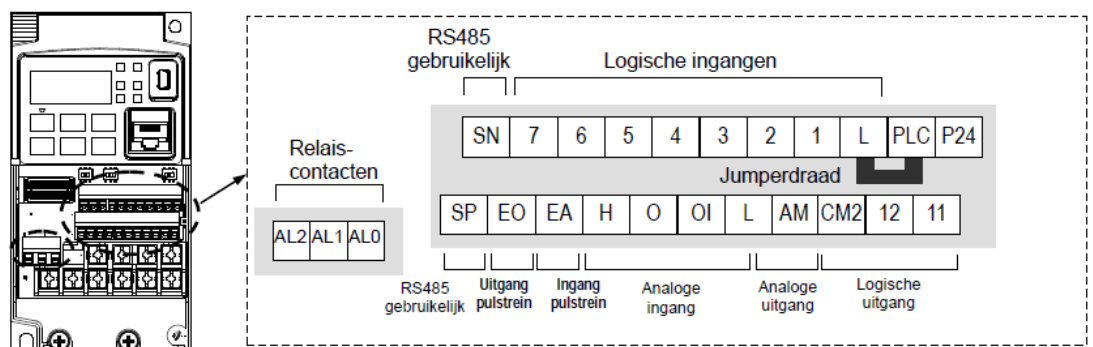 RS485
gebruikelijk
Logische ingangen
SN 7 6 5 4 3 2 1 L PLC P24
Relais-
contacten
Jumperdraad
AL2 AL1 AL0
SP EO EA H O OI L AM CM2 12 11
RS485
gebruikelijk
Uitgang
pulstrein
Ingang
pulstrein
Analoge
ingang
Analoge
uitgang
Logische
uitgang